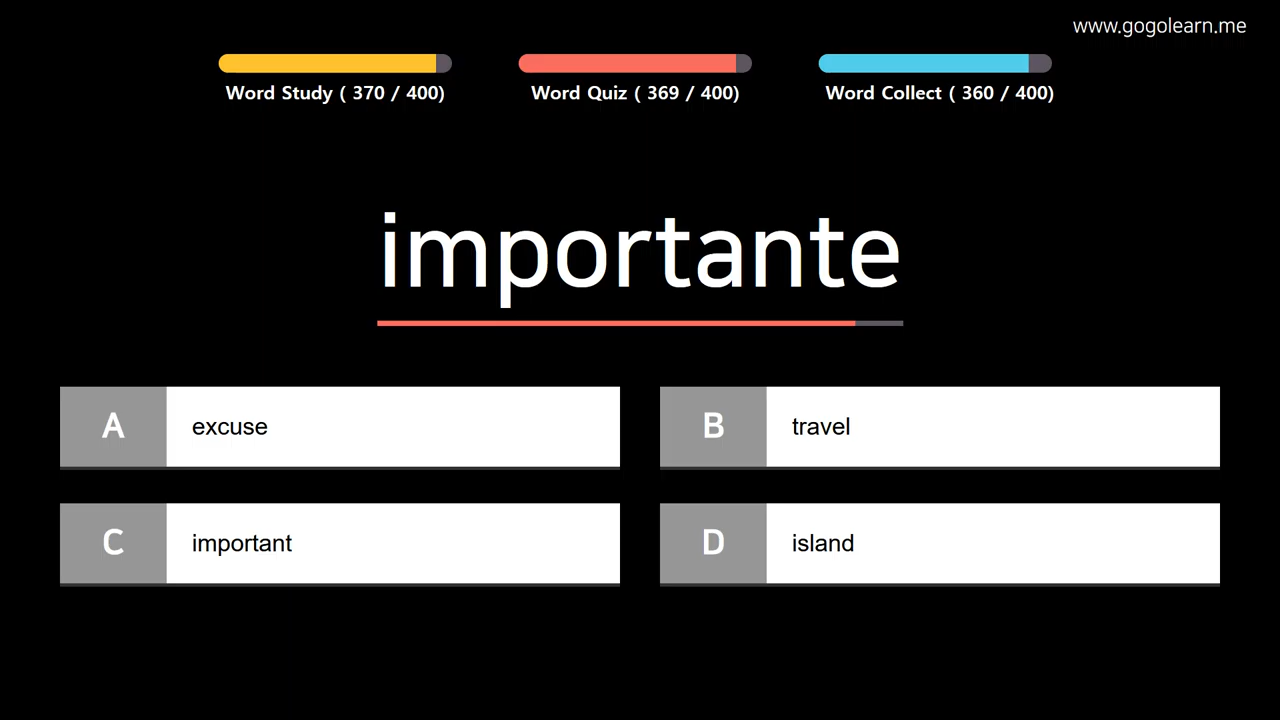 www.gogolearn.me
Word Study ( 370 / 400)
Word Quiz ( 369 / 400)
Word Collect ( 360 / 400)
importante
A excuse
B travel
C important
D island